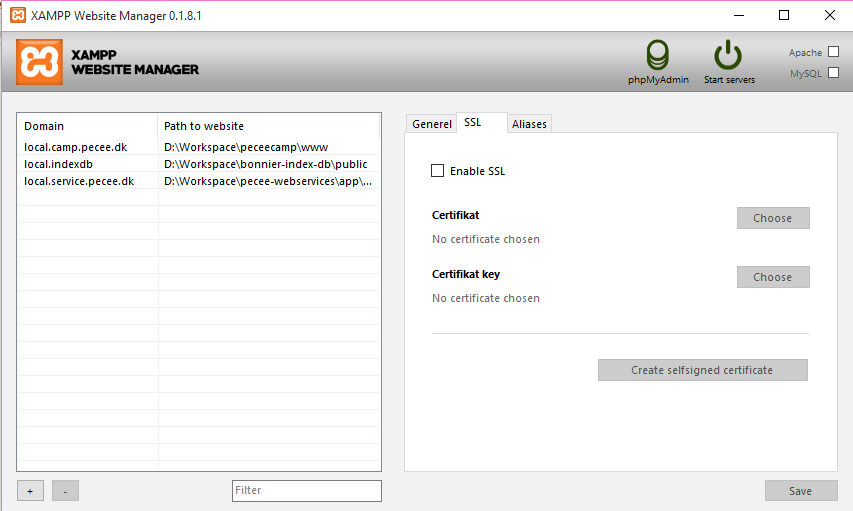 XAMPP Website Manager 0.1.8.1
XAMPP
WEBSITE MANAGER
phpMyAdmin
Start servers
Apache
MySQL
Domain Path to website
local.camp.pecee.dk D:\Workspace\peceecamp\www
local.indexdb D:\Workspace\bonnier-index-db\public
local.service.pecee.dk D:\Workspace\pecee-webservices\app\...
+ -
Filter
Generel SSL Aliases
Enable SSL
Certifikat
Choose
No certificate chosen
Certifikat key
Choose
No certificate chosen
Create selfsigned certificate
Save